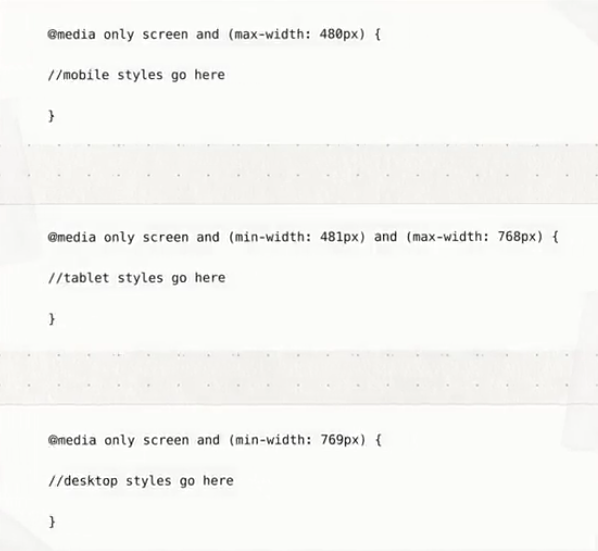 @media only screen and (max-width: 480px) {
//mobile styles go here
}
@media only screen and (min-width: 481px) and (max-width: 768px) {
//tablet styles go here
}
@media only screen and (min-width: 769px) {
//desktop styles go here
}